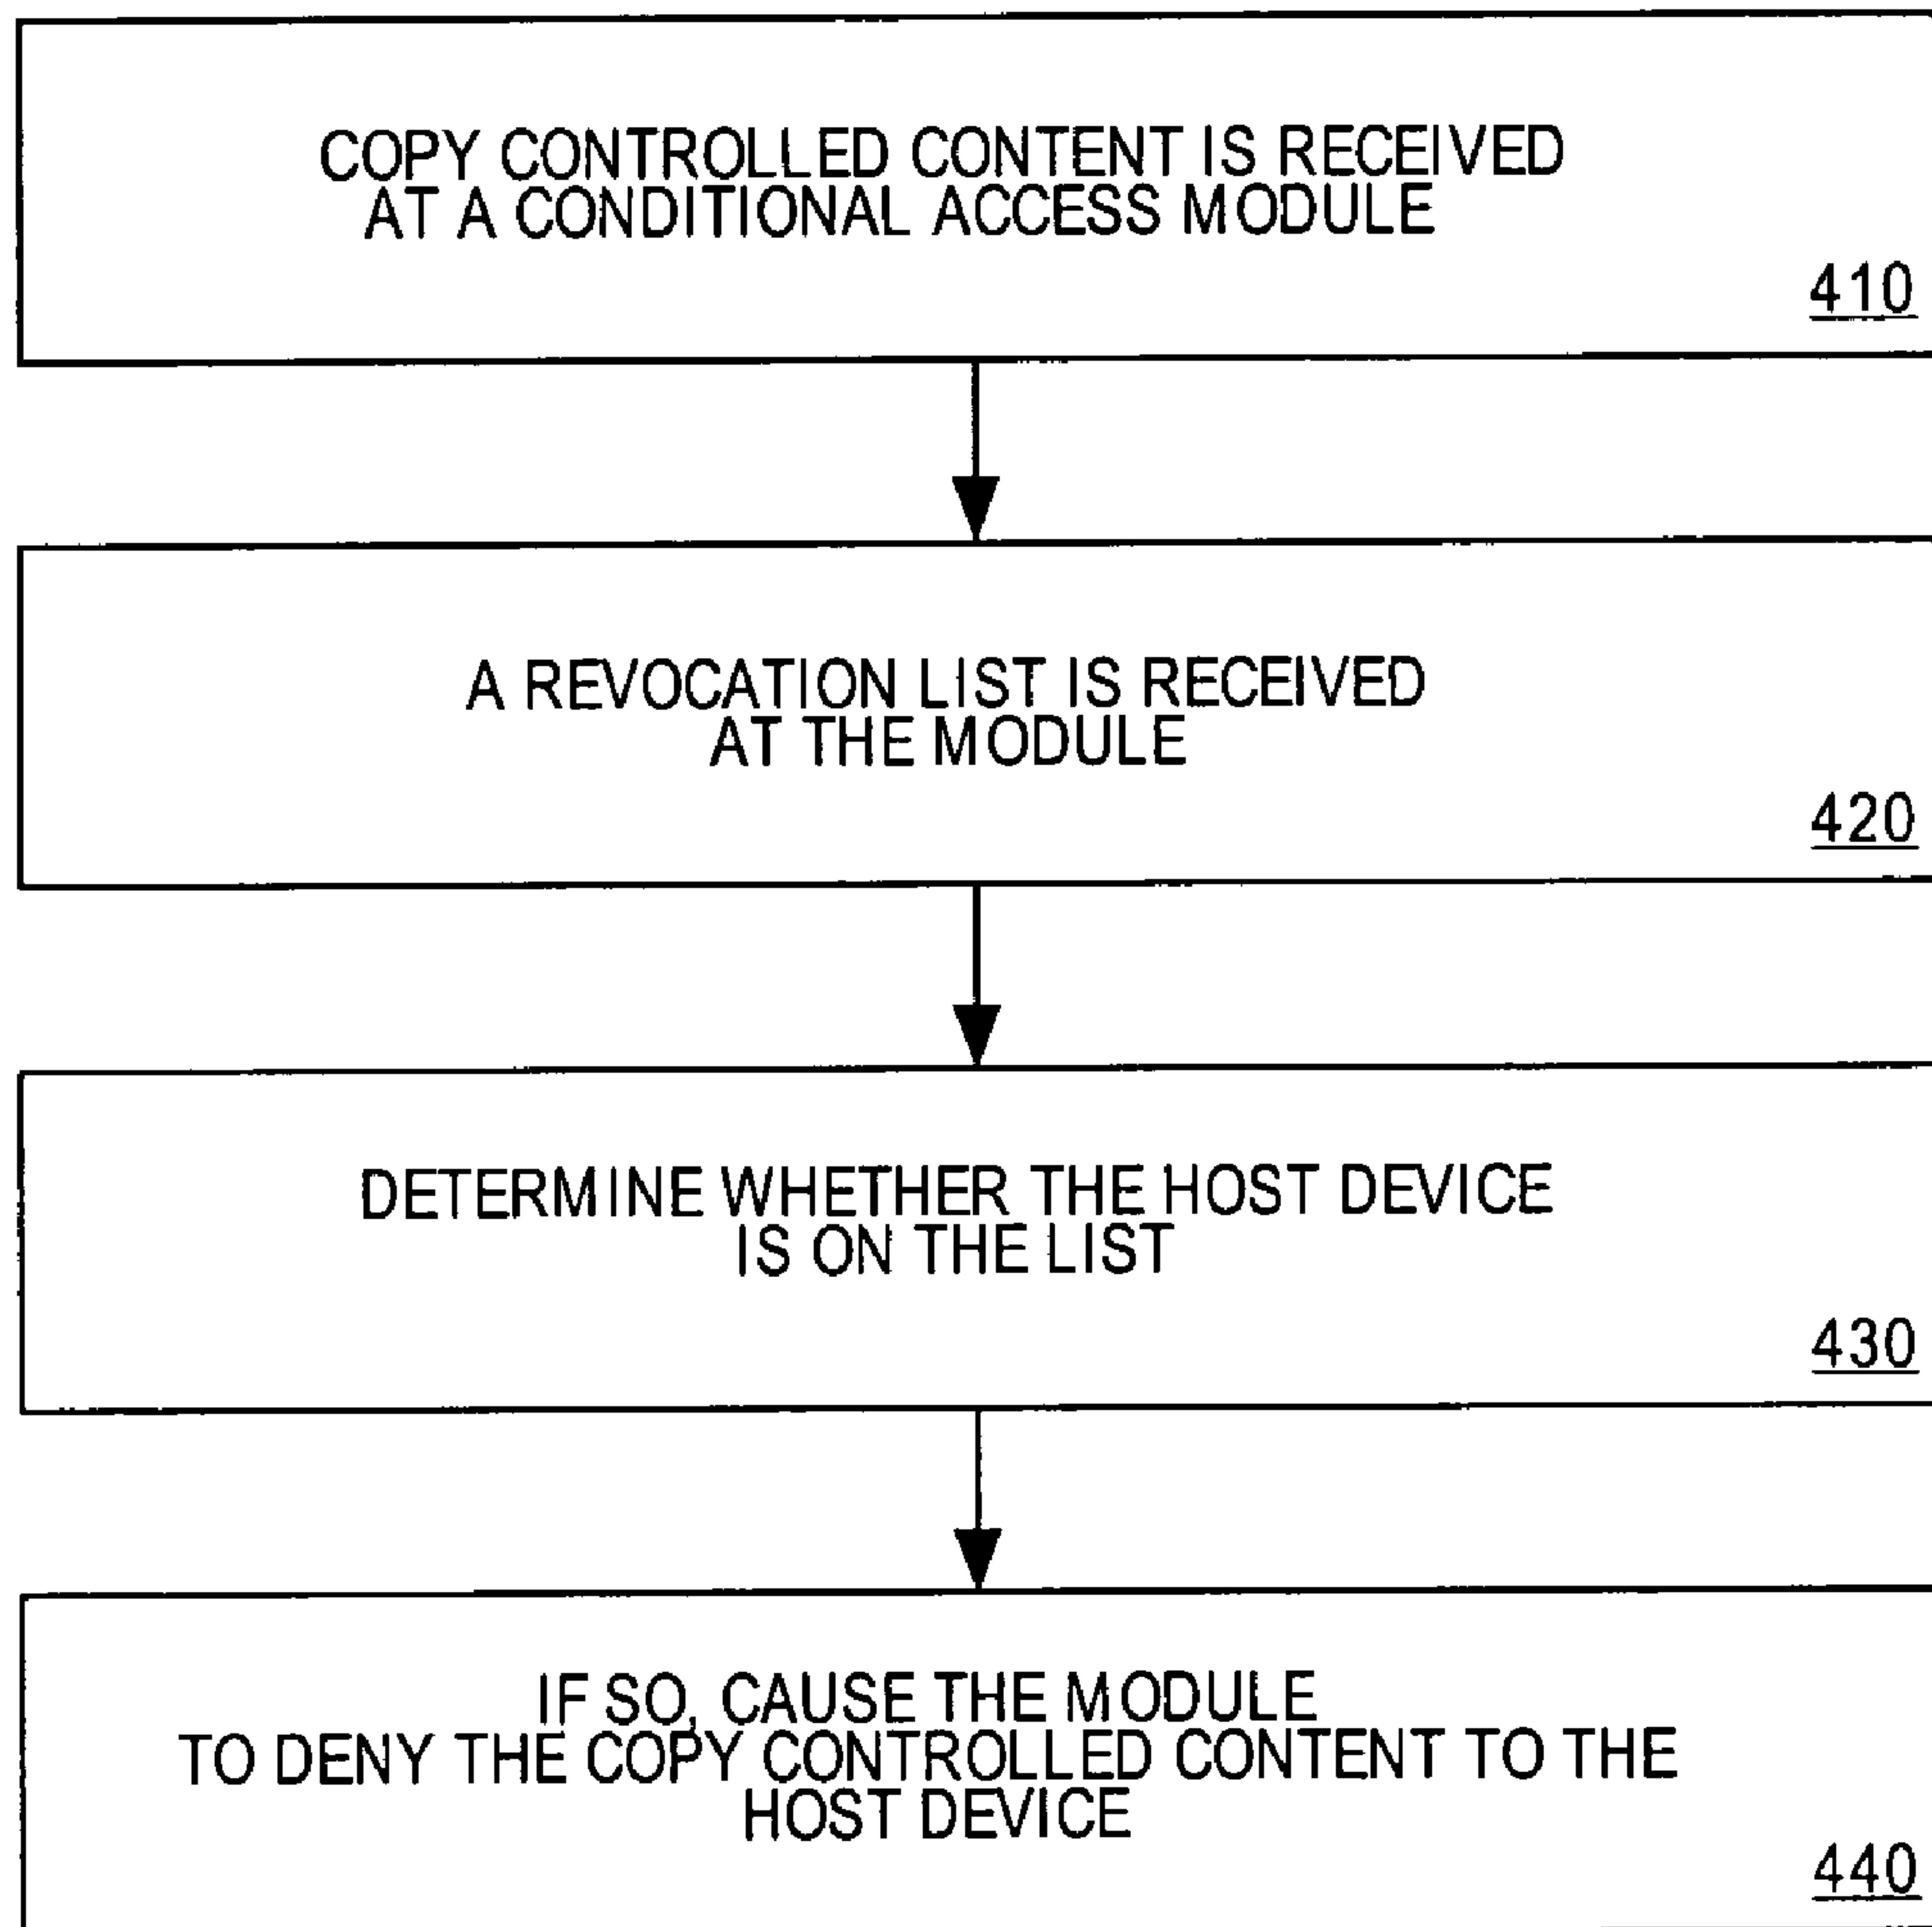 COPY CONTROLLED CONTENT IS RECEIVED
AT A CONDITIONAL ACCESS MODULE
410
A REVOCATION LIST IS RECEIVED
AT THE MODULE
420
DETERMINE WHETHER THE HOST DEVICE
IS ON THE LIST
430
IF SO, CAUSE THE MODULE
TO DENY THE COPY CONTROLLED CONTENT TO THE
HOST DEVICE
440